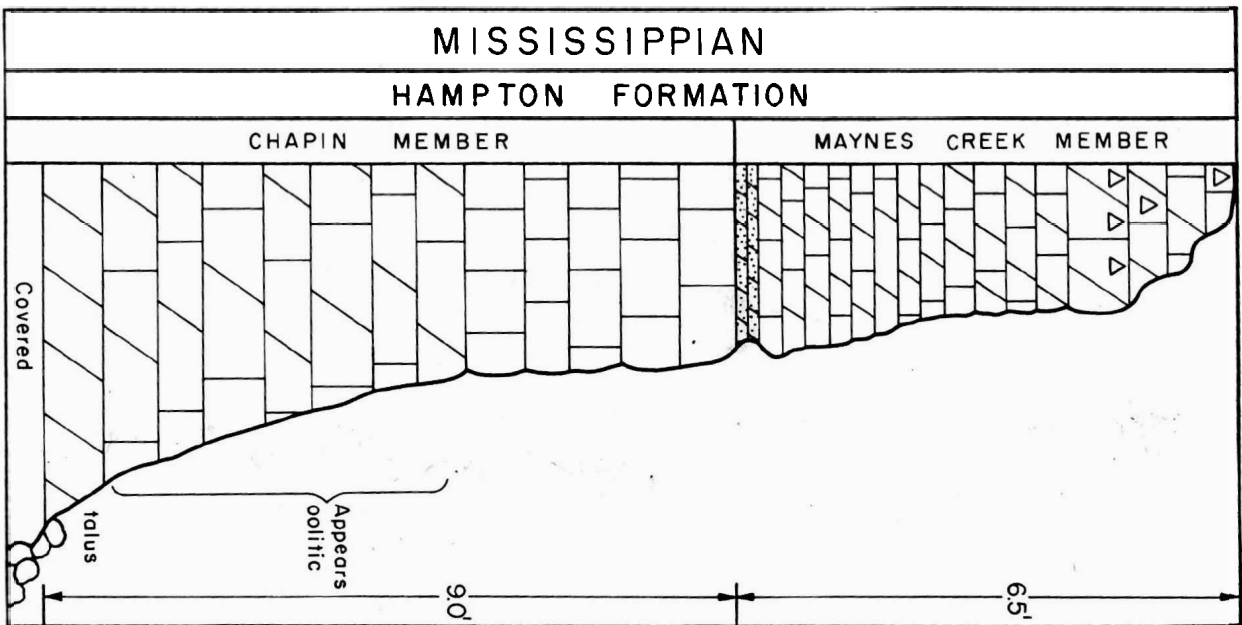 MISSISSIPPIAN
HAMPTON FORMATION
CHAPIN MEMBER
MAYNES CREEK MEMBER
Covered
talus
Appears
oolitic
9.0'
6.5'